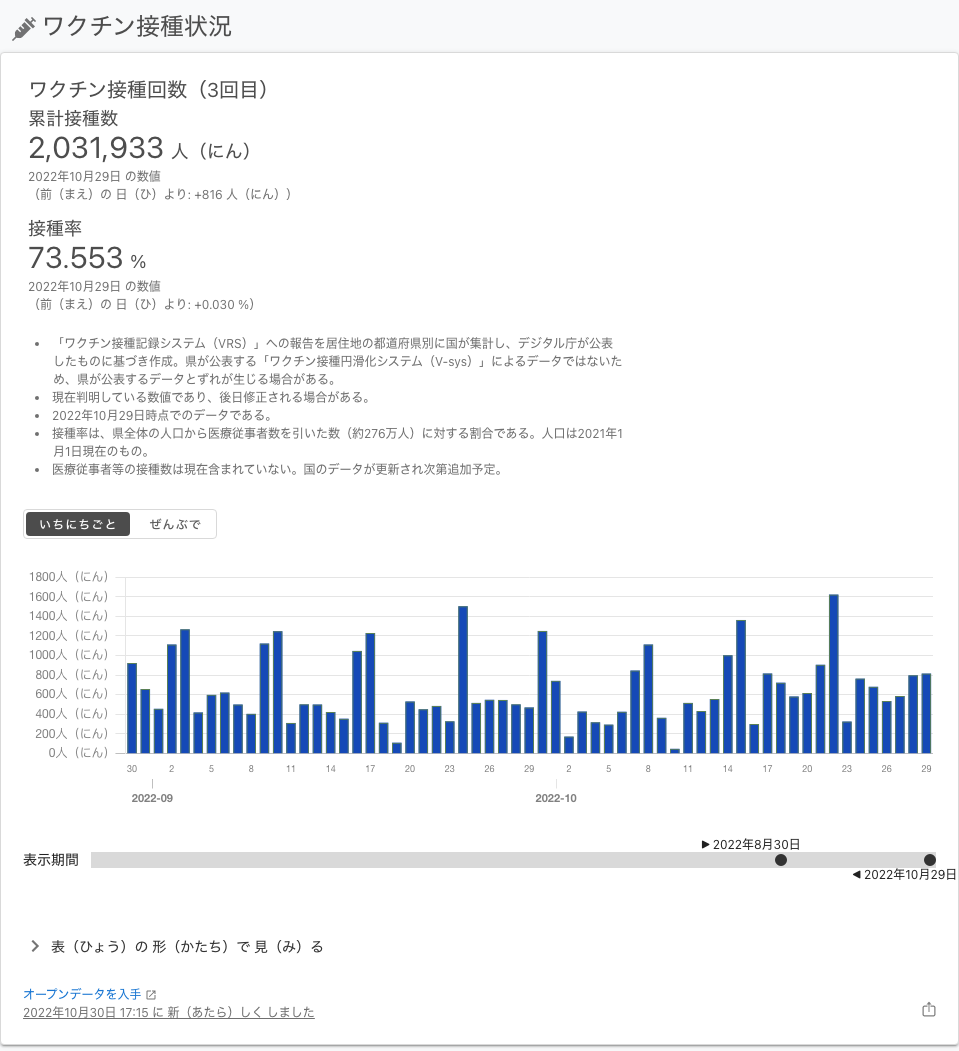 ワクチン接種状況
ワクチン接種回数（3回目）
累計接種数
2,031,933 人（にん）
2022年10月29日 の数値
（前（まえ）の 日（ひ）より: +816 人（にん））
接種率
73.553 %
2022年10月29日 の数値
（前（まえ）の 日（ひ）より: +0.030 %）
「ワクチン接種記録システム（VRS）」への報告を居住地の都道府県別に国が集計し、デジタル庁が公表
したものに基づき作成。県が公表する「ワクチン接種円滑化システム（V-sys）」によるデータではないた
め、県が公表するデータとずれが生じる場合がある。
現在判明している数値であり、後日修正される場合がある。
2022年10月29日時点でのデータである。
接種率は、県全体の人口から医療従事者数を引いた数（約276万人）に対する割合である。人口は2021年1
月1日現在のもの。
医療従事者等の接種数は現在含まれていない。国のデータが更新され次第追加予定。
いちにちごと ぜんぶで
1800人（にん）
1600人（にん）
1400人（にん）
1200人（にん）
1000人（にん）
800人（にん）
600人（にん）
400人（にん）
200人（にん）
0人（にん）
30 2 5 8 11 14 17 20 23 26 29 2 5 8 11 14 17 20 23 26 29
2022-09 2022-10
▶2022年8月30日
表示期間
◀2022年10月29日
表（ひょう）の 形（かたち）で 見（み）る
オープンデータを入手
2022年10月30日 17:15 に 新（あたら）しく しました